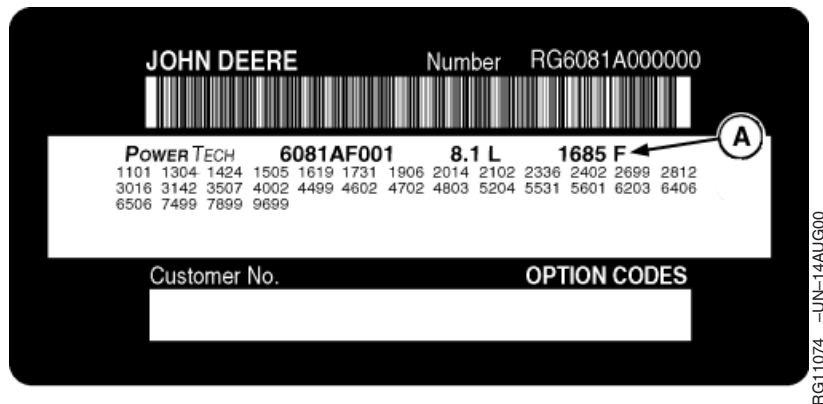 JOHN DEERE Number RG6081A000000
POWERTECH 6081AF001 8.1 L 1685 F
A
1101 1304 1424 1505 1619 1731 1906 2014 2102 2336 2402 2699 2812
3016 3142 3507 4002 4499 4602 4702 4803 5204 5531 5601 6203 6406
6506 7499 7899 9699
Customer No. OPTION CODES
RG11074 –UN–14AUG00